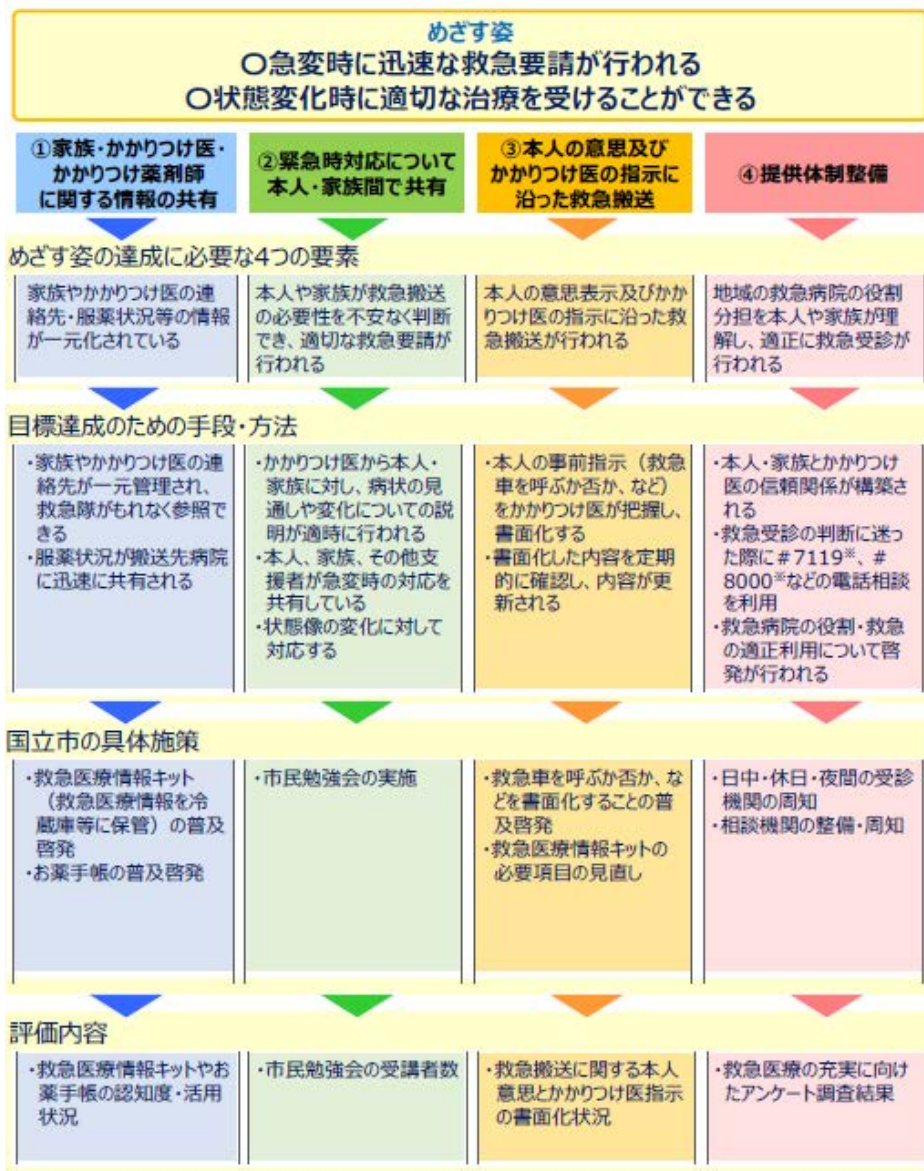 めざす姿
〇急変時に迅速な救急要請が行われる
〇状態変化時に適切な治療を受けることができる
①家族・かかりつけ医・
かかりつけ薬剤師
に関する情報の共有
②緊急時対応について
本人・家族間で共有
③本人の意思及び
かかりつけ医の指示に
沿った救急搬送
④提供体制整備
めざす姿の達成に必要な4つの要素
家族やかかりつけ医の連
絡先・服薬状況等の情報
が一元化されている
本人や家族が救急搬送
の必要性を不安なく判断
でき、適切な救急要請が
行われる
本人の意思表示及びかか
りつけ医の指示に沿った救
急搬送が行われる
地域の救急病院の役割
分担を本人や家族が理
解し、適正に救急受診が
行われる
目標達成のための手段・方法
・家族やかかりつけ医の連
絡先が一元管理され、
救急隊がもれなく参照で
きる
・服薬状況が搬送先病院
に迅速に共有される
・かかりつけ医から本人・
家族に対し、病状の見
通しや変化についての説
明が適時に行われる
・本人、家族、その他支
援者が急変時の対応を
共有している
・状態像の変化に対して
対応する
・本人の事前指示（救急
車を呼ぶか否か、など）
をかかりつけ医が把握し、
書面化する
・書面化した内容を定期
的に確認し、内容が更
新される
・本人・家族とかかりつけ
医の信頼関係が構築さ
れる
・救急受診の判断に迷っ
た際に＃7119※、＃
8000※などの電話相談
を利用
・救急病院の役割・救急
の適正利用について啓
発が行われる
国立市の具体施策
・救急医療情報キット
（救急医療情報を冷
蔵庫等に保管）の普及
啓発
・お薬手帳の普及啓発
・市民勉強会の実施
・救急車を呼ぶか否か、な
どを書面化することの普
及啓発
・救急医療情報キットの
必要項目の見直し
・日中・休日・夜間の受診
機関の周知
・相談機関の整備・周知
評価内容
・救急医療情報キットやお
薬手帳の認知度・活用
状況
・市民勉強会の受講者数
・救急搬送に関する本人
意思とかかりつけ医指示
の書面化状況
・救急医療の充実に向け
たアンケート調査結果